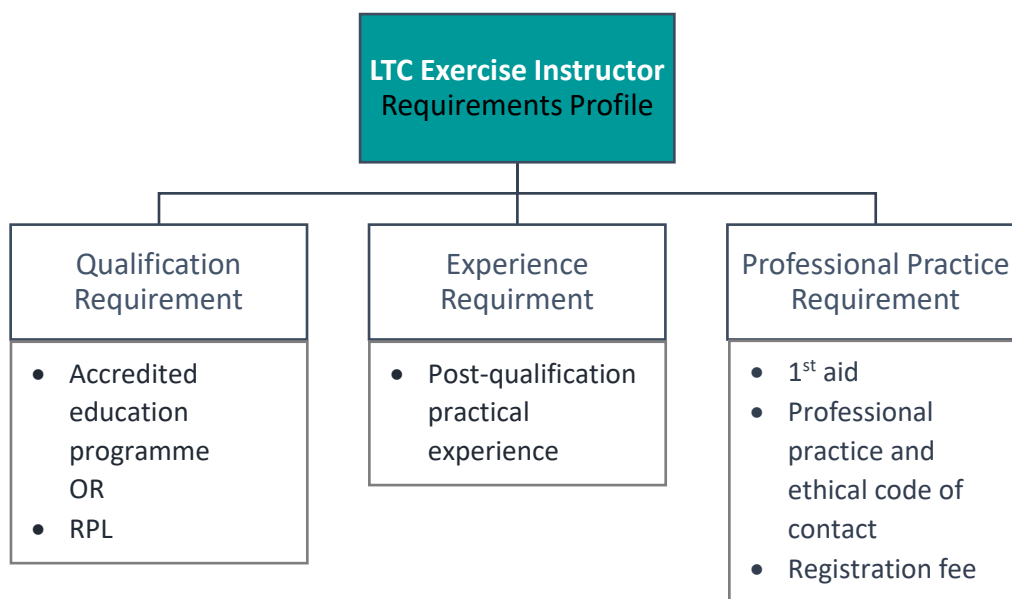 LTC Exercise Instructor
Requirements Profile
Qualification
Requirement
• Accredited
education
programme
OR
• RPL
Experience
Requirment
• Post-qualification
practical
experience
Professional Practice
Requirement
• 1st aid
• Professional
practice and
ethical code of
contact
• Registration fee